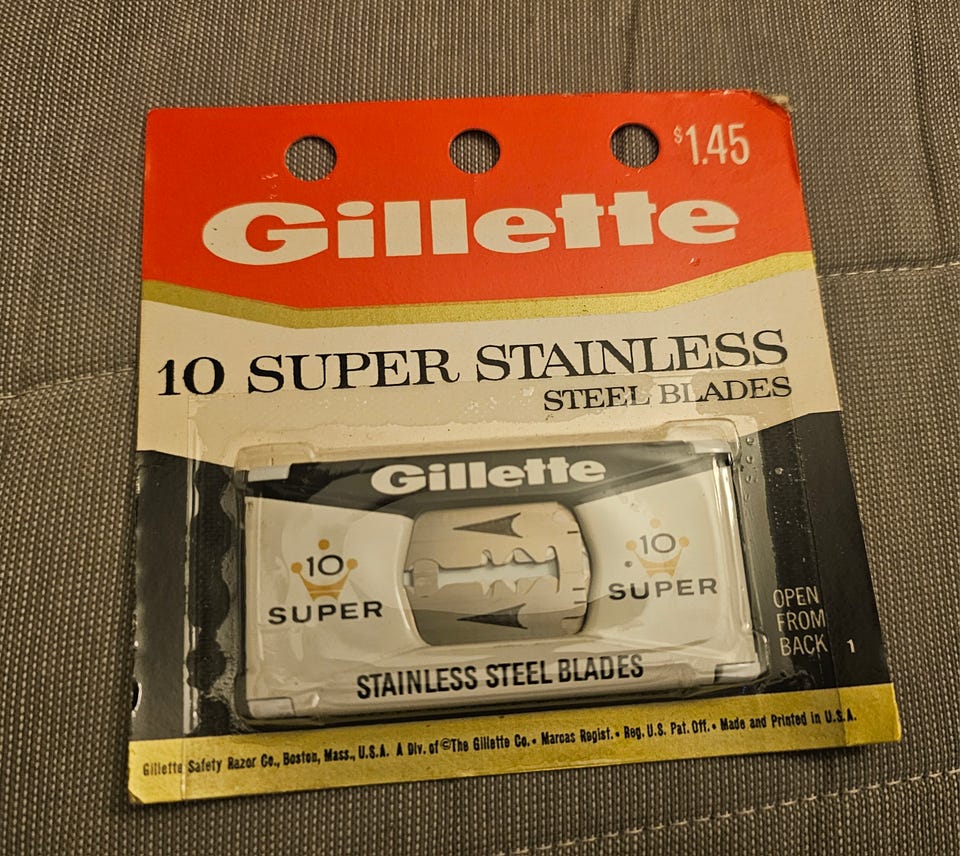 $1.45
Gillette
10 SUPER STAINLESS
STEEL BLADES
Gillette
10
SUPER
10
SUPER
STAINLESS STEEL BLADES
OPEN
FROM
BACK 1
Gillette Safety Razor Co., Boston, Mass., U.S.A. A Div. of ©The Gillette Co. • Marcas Regist. • Reg. U.S. Pat. Off. • Made and Printed in U.S.A.